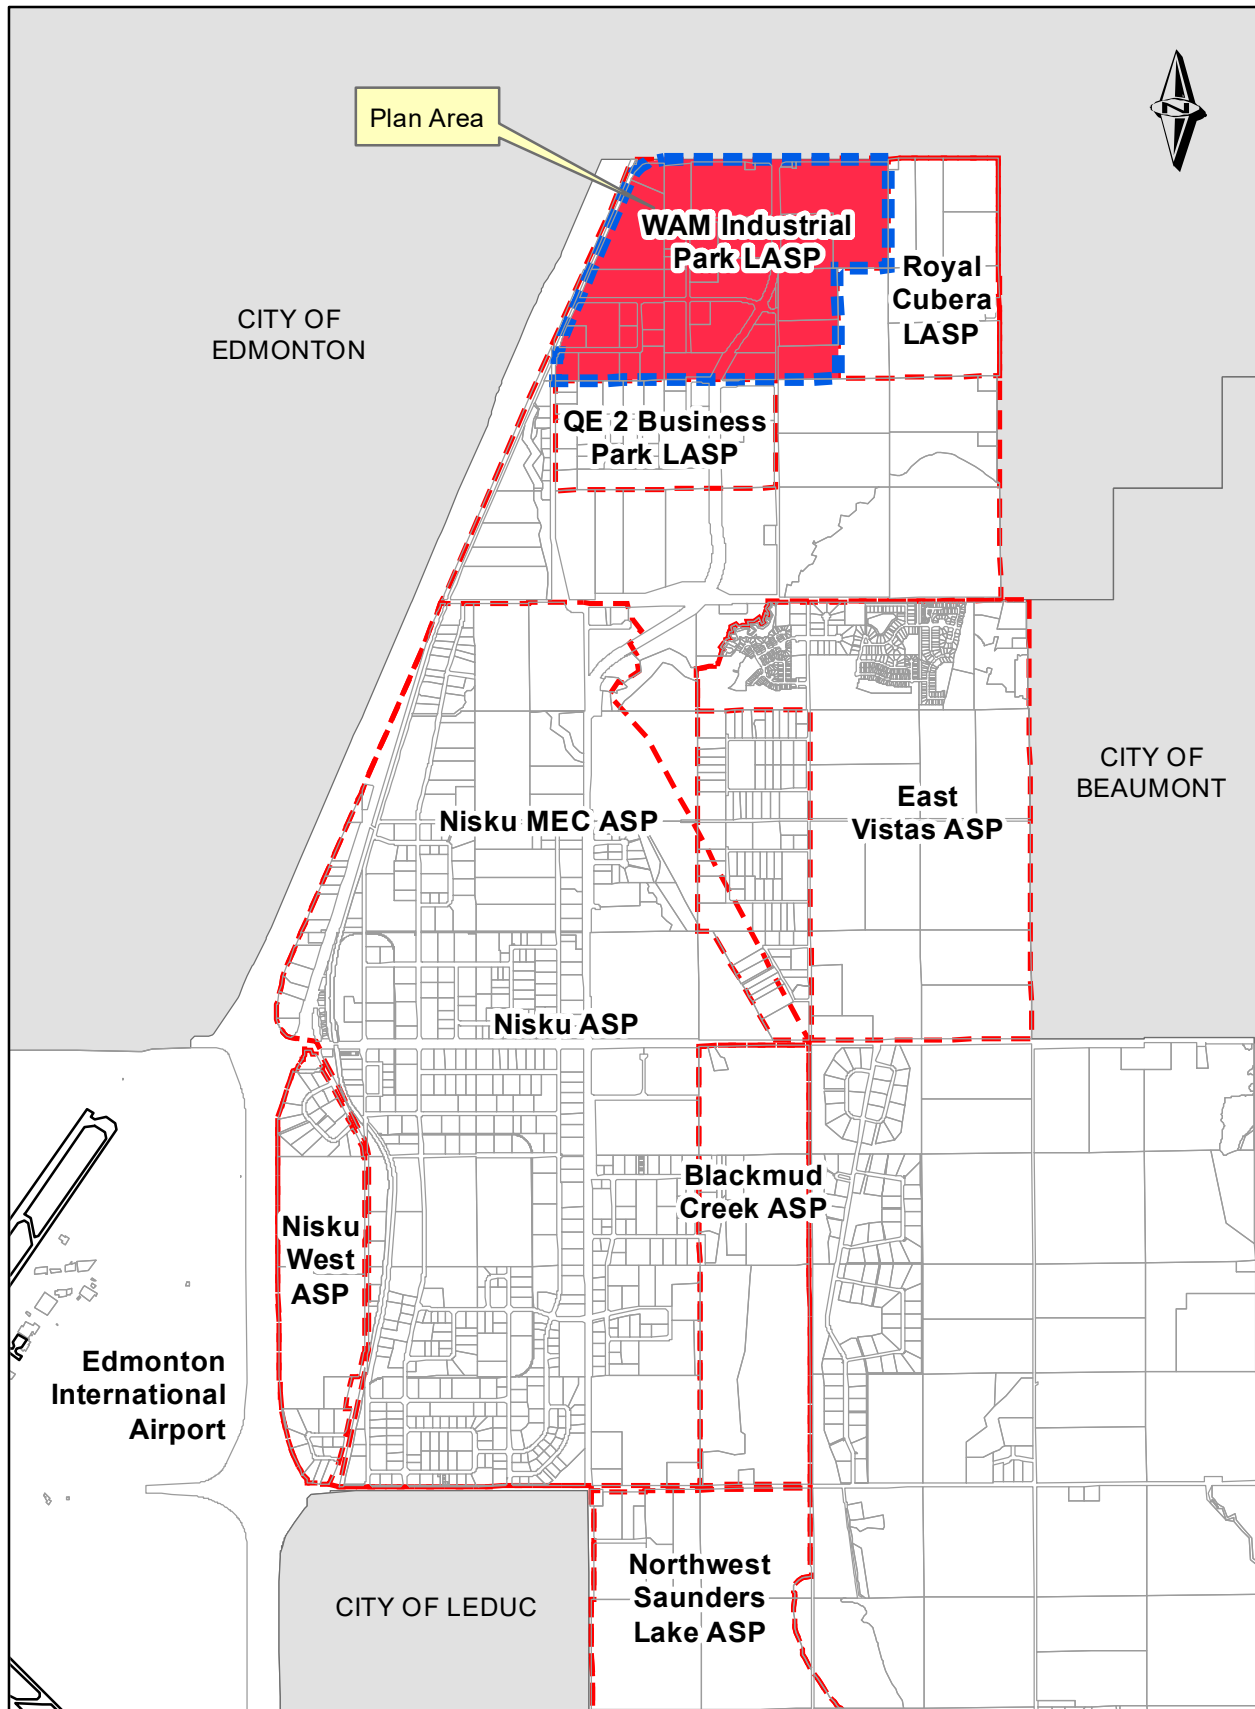 Plan Area
N
WAM Industrial
Park LASP
Royal
Cubera
LASP
CITY OF
EDMONTON
QE 2 Business
Park LASP
CITY OF
BEAUMONT
East
Vistas ASP
Nisku MEC ASP
Nisku ASP
Blackmud
Creek ASP
Nisku
West
ASP
Edmonton
International
Airport
Northwest
Saunders
Lake ASP
CITY OF LEDUC